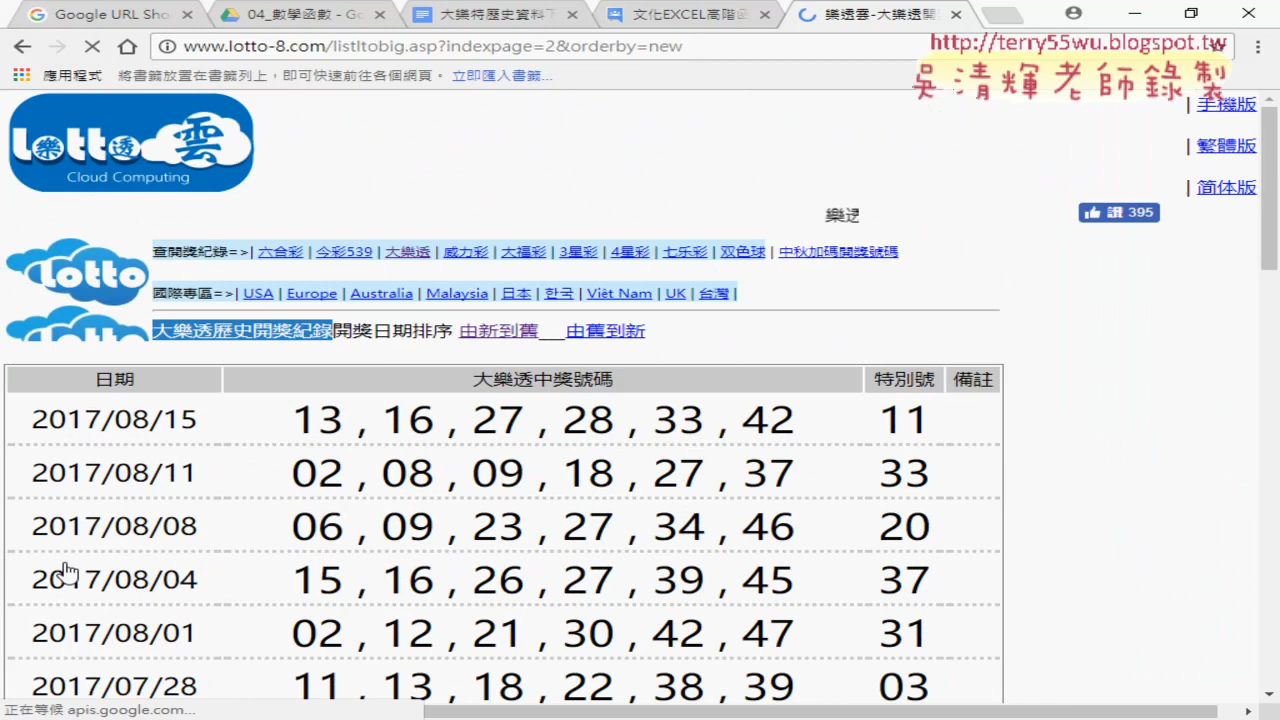 Google URL Sho
04_數學函數 - Go
大樂特歷史資料下
文化EXCEL高階函
樂透雲-大樂透開
www.lotto-8.com/listltobig.asp?indexpage=2&orderby=new
http://terry55wu.blogspot.tw
應用程式 將書籤放置在書籤列上，即可快速前往各個網頁。 立即匯入書籤...
吳清輝老師錄製
| 手機版
Lotto 樂透雲
Cloud Computing
| 繁體版
| 简体版
樂透
讚 395
lotto
查開獎紀錄=>| 六合彩 | 今彩539 | 大樂透 | 威力彩 | 大福彩 | 3星彩 | 4星彩 | 七乐彩 | 双色球 | 中秋加碼開獎號碼
國際專區=>| USA | Europe | Australia | Malaysia | 日本 | 한국 | Việt Nam | UK | 台灣 |
大樂透歷史開獎紀錄開獎日期排序 由新到舊___由舊到新
日期 大樂透中獎號碼 特別號 備註
2017/08/15 13 , 16 , 27 , 28 , 33 , 42 11
2017/08/11 02 , 08 , 09 , 18 , 27 , 37 33
2017/08/08 06 , 09 , 23 , 27 , 34 , 46 20
2017/08/04 15 , 16 , 26 , 27 , 39 , 45 37
2017/08/01 02 , 12 , 21 , 30 , 42 , 47 31
2017/07/28 11 , 13 , 18 , 22 , 38 , 39 03
正在等候 apis.google.com...